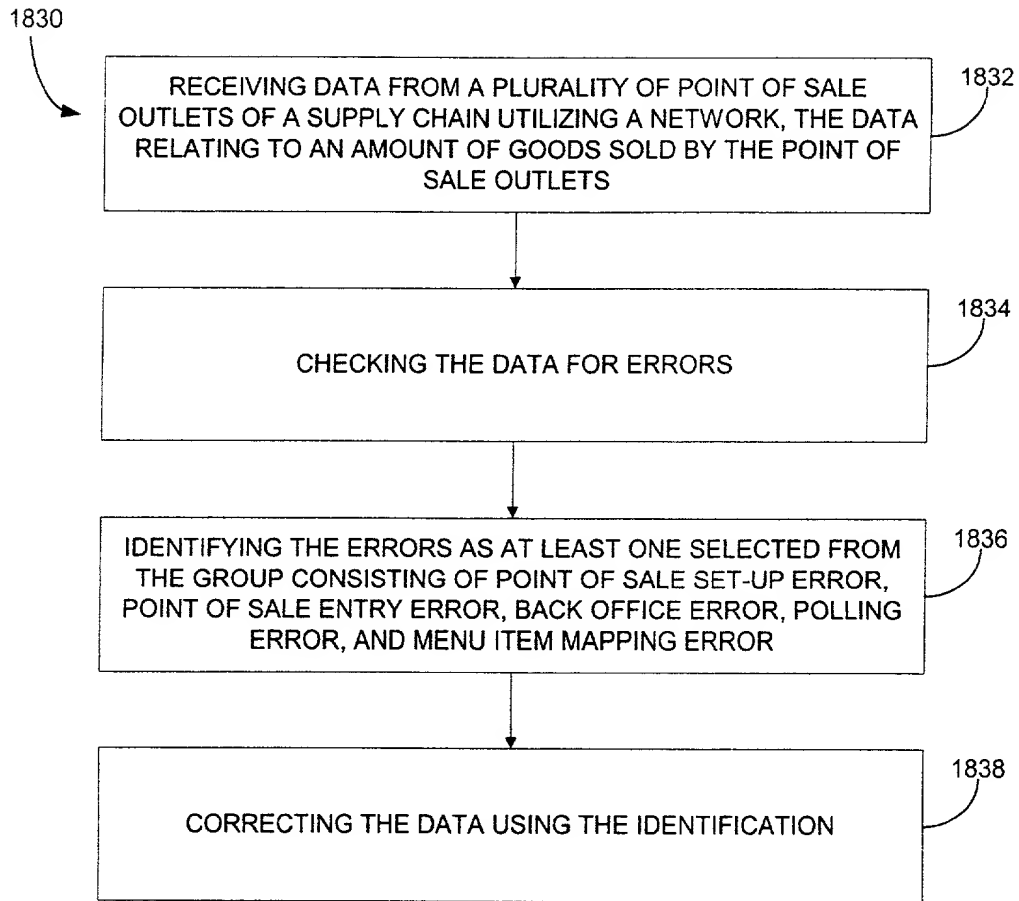 1830
RECEIVING DATA FROM A PLURALITY OF POINT OF SALE
OUTLETS OF A SUPPLY CHAIN UTILIZING A NETWORK, THE DATA
RELATING TO AN AMOUNT OF GOODS SOLD BY THE POINT OF
SALE OUTLETS
1832
CHECKING THE DATA FOR ERRORS
1834
IDENTIFYING THE ERRORS AS AT LEAST ONE SELECTED FROM
THE GROUP CONSISTING OF POINT OF SALE SET-UP ERROR,
POINT OF SALE ENTRY ERROR, BACK OFFICE ERROR, POLLING
ERROR, AND MENU ITEM MAPPING ERROR
1836
CORRECTING THE DATA USING THE IDENTIFICATION
1838